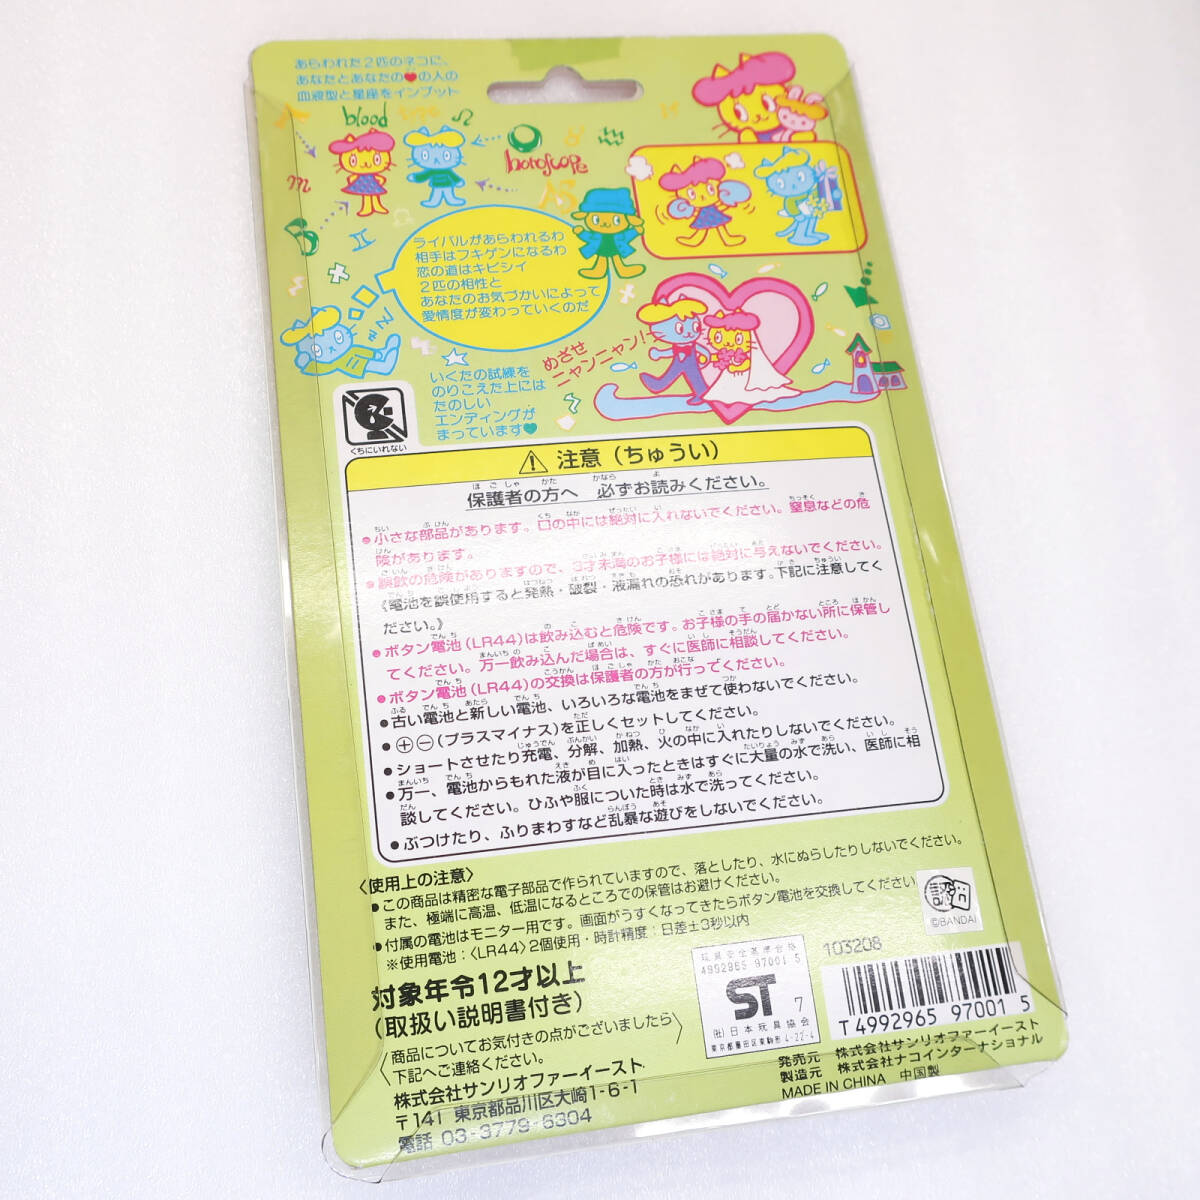 あらわれた2匹のネコに、
あなたとあなたの♥の人の
血液型と星座をインプット
blood
horoscope
ライバルがあらわれるわ
相手はフキゲンになるわ
恋の道はキビシイ
2匹の相性と
あなたのお気づかいによって
愛情度が変わっていくのだ
めざせ
ニャンニャン!
いくたの試練を
のりこえた上には
たのしい
エンディングが
まっています♥
くちにいれない
⚠ 注意(ちゅうい)
保護者の方へ 必ずお読みください。
●小さな部品があります。口の中には絶対に入れないでください。窒息などの危
険があります。
●誤飲の危険がありますので、3才未満のお子様には絶対に与えないでください。
《電池を誤使用すると発熱・破裂・液漏れの恐れがあります。下記に注意してく
ださい。》
●ボタン電池(LR44)は飲み込むと危険です。お子様の手の届かない所に保管し
てください。万一飲み込んだ場合は、すぐに医師に相談してください。
●ボタン電池(LR44)の交換は保護者の方が行ってください。
●古い電池と新しい電池、いろいろな電池をまぜて使わないでください。
●⊕⊖(プラスマイナス)を正しくセットしてください。
●ショートさせたり充電、分解、加熱、火の中に入れたりしないでください。
●万一、電池からもれた液が目に入ったときはすぐに大量の水で洗い、医師に相
談してください。ひふや服についた時は水で洗ってください。
●ぶつけたり、ふりまわすなど乱暴な遊びをしないでください。
〈使用上の注意〉
●この商品は精密な電子部品で作られていますので、落としたり、水にぬらしたりしないでください。
また、極端に高温、低温になるところでの保管はお避けください。
●付属の電池はモニター用です。画面がうすくなってきたらボタン電池を交換してください
※使用電池:〈LR44〉2個使用・時計精度:日差±3秒以内
©BANDAI
対象年令12才以上
(取扱い説明書付き)
〈商品についてお気付きの点がございましたら
下記へご連絡ください。〉
株式会社サンリオファーイースト
〒141 東京都品川区大崎1-6-1
電話 03-3779-6304
玩具安全基準合格
4992965 97001 5
ST 7
(社)日本玩具協会
東京都墨田区東駒形4-22-4
103208
T4992965 970015
発売元 株式会社サンリオファーイースト
製造元 株式会社ナコインターナショナル
MADE IN CHINA 中国製